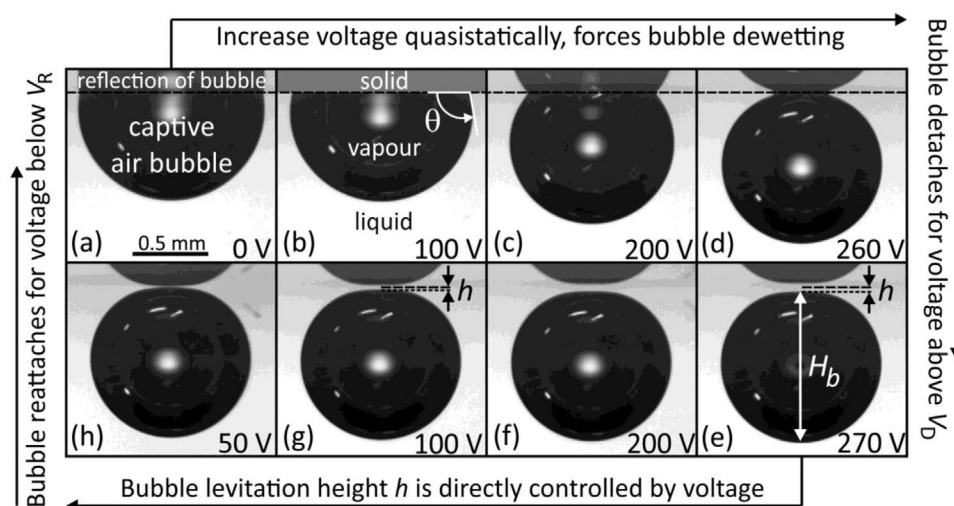 Increase voltage quasistatically, forces bubble dewetting
Bubble detaches for voltage above V_D
Bubble reattaches for voltage below V_R
reflection of bubble
captive
air bubble
(a)
0.5 mm
0 V
solid
θ
vapour
liquid
(b)
100 V
(c)
200 V
(d)
260 V
(h)
50 V
h
(g)
100 V
(f)
200 V
h
H_b
(e)
270 V
Bubble levitation height h is directly controlled by voltage